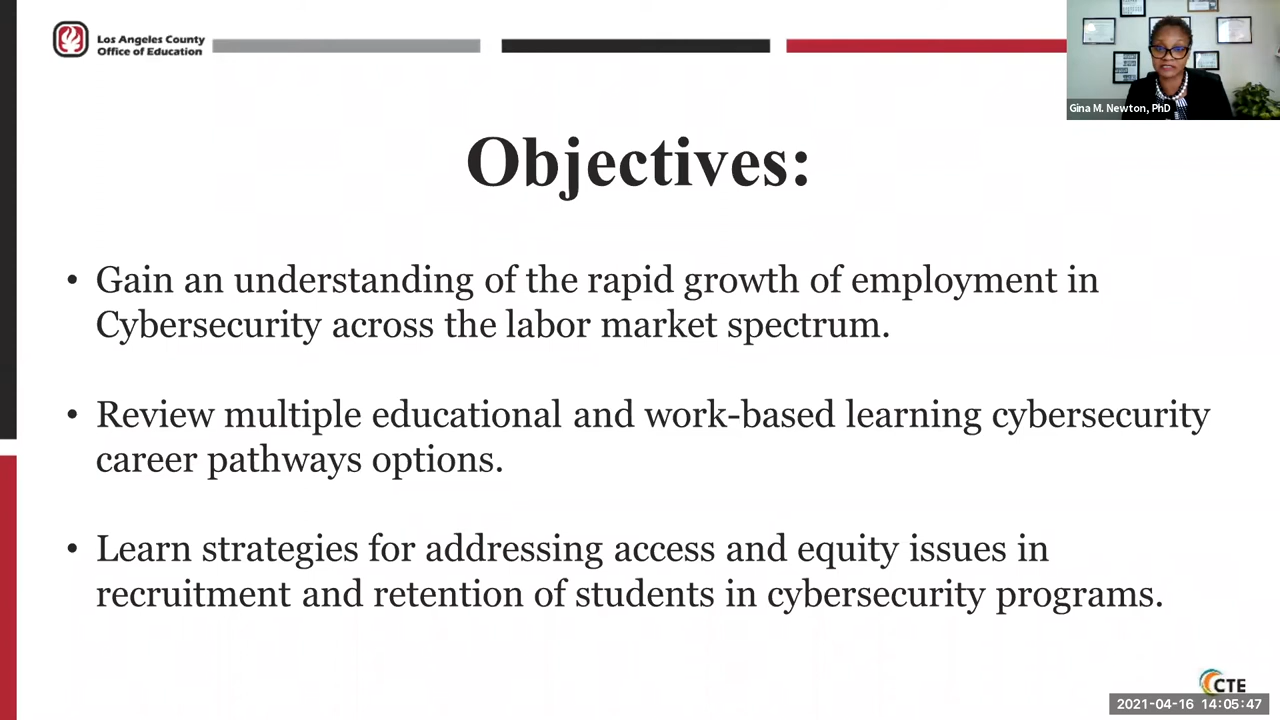 Los Angeles County
Office of Education
Gina M. Newton, PhD
Objectives:
• Gain an understanding of the rapid growth of employment in
Cybersecurity across the labor market spectrum.
• Review multiple educational and work-based learning cybersecurity
career pathways options.
• Learn strategies for addressing access and equity issues in
recruitment and retention of students in cybersecurity programs.
CTE
2021-04-16 14:05:47